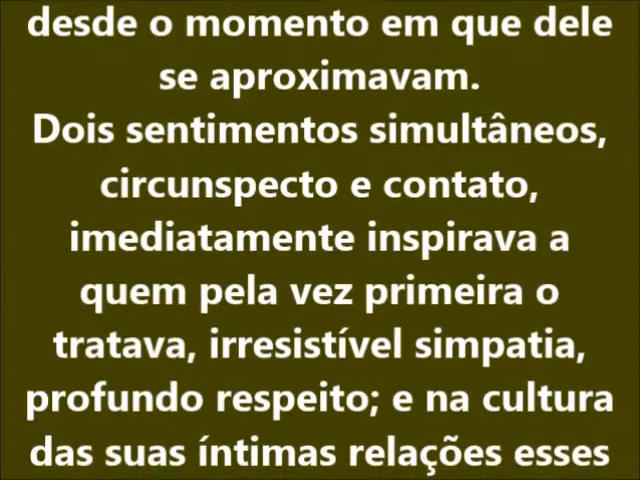 desde o momento em que dele
se aproximavam.
Dois sentimentos simultâneos,
circunspecto e contato,
imediatamente inspirava a
quem pela vez primeira o
tratava, irresistível simpatia,
profundo respeito; e na cultura
das suas íntimas relações esses